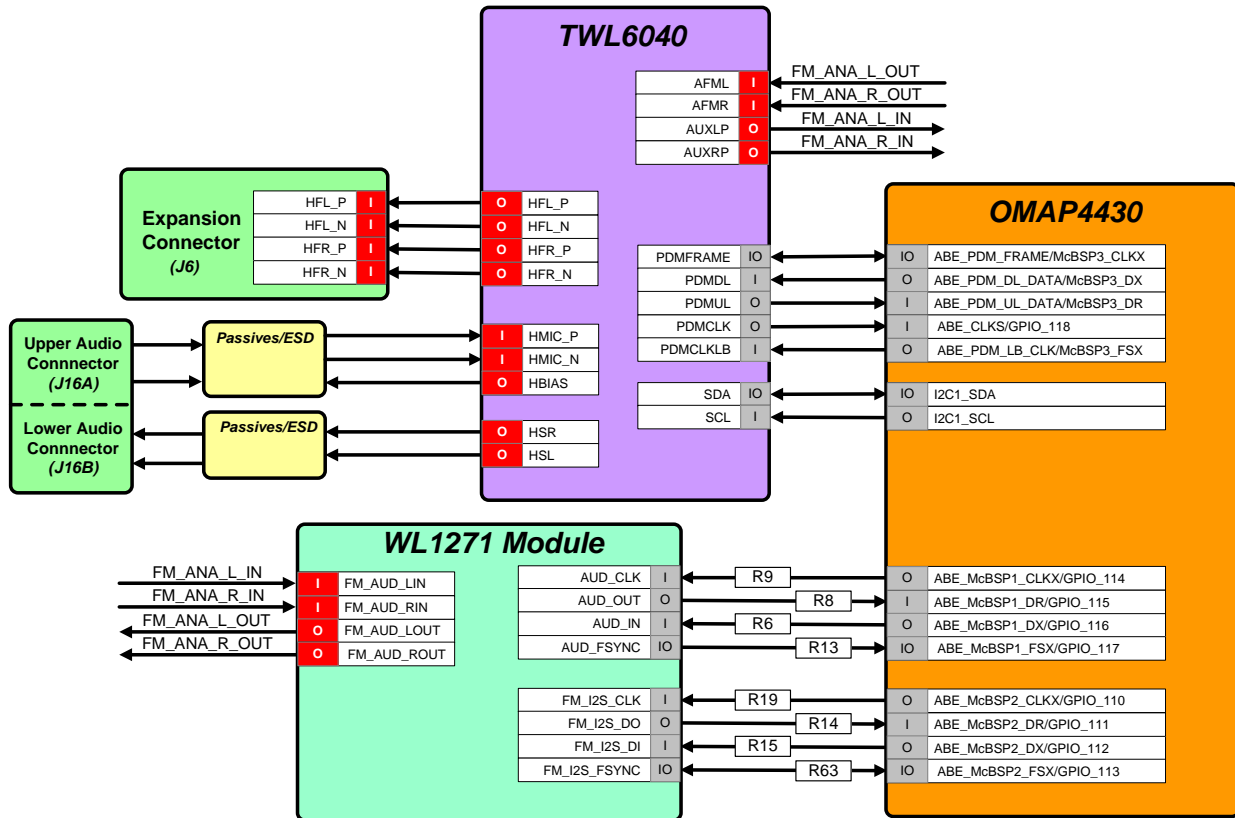 TWL6040
AFML I FM_ANA_L_OUT
AFMR I FM_ANA_R_OUT
AUXLP O FM_ANA_L_IN
AUXRP O FM_ANA_R_IN
Expansion
Connector
(J6)
HFL_P I O HFL_P
HFL_N I O HFL_N
HFR_P I O HFR_P
HFR_N I O HFR_N
OMAP4430
PDMFRAME IO IO ABE_PDM_FRAME/McBSP3_CLKX
PDMDL I O ABE_PDM_DL_DATA/McBSP3_DX
PDMUL O I ABE_PDM_UL_DATA/McBSP3_DR
PDMCLK O I ABE_CLKS/GPIO_118
PDMCLKLB I O ABE_PDM_LB_CLK/McBSP3_FSX
SDA IO IO I2C1_SDA
SCL I O I2C1_SCL
Upper Audio
Connnector
(J16A)
Passives/ESD
I HMIC_P
I HMIC_N
O HBIAS
Lower Audio
Connnector
(J16B)
Passives/ESD
O HSR
O HSL
WL1271 Module
FM_ANA_L_IN I FM_AUD_LIN
FM_ANA_R_IN I FM_AUD_RIN
FM_ANA_L_OUT O FM_AUD_LOUT
FM_ANA_R_OUT O FM_AUD_ROUT
AUD_CLK I R9 O ABE_McBSP1_CLKX/GPIO_114
AUD_OUT O R8 I ABE_McBSP1_DR/GPIO_115
AUD_IN I R6 O ABE_McBSP1_DX/GPIO_116
AUD_FSYNC IO R13 IO ABE_McBSP1_FSX/GPIO_117
FM_I2S_CLK I R19 O ABE_McBSP2_CLKX/GPIO_110
FM_I2S_DO O R14 I ABE_McBSP2_DR/GPIO_111
FM_I2S_DI I R15 O ABE_McBSP2_DX/GPIO_112
FM_I2S_FSYNC IO R63 IO ABE_McBSP2_FSX/GPIO_113